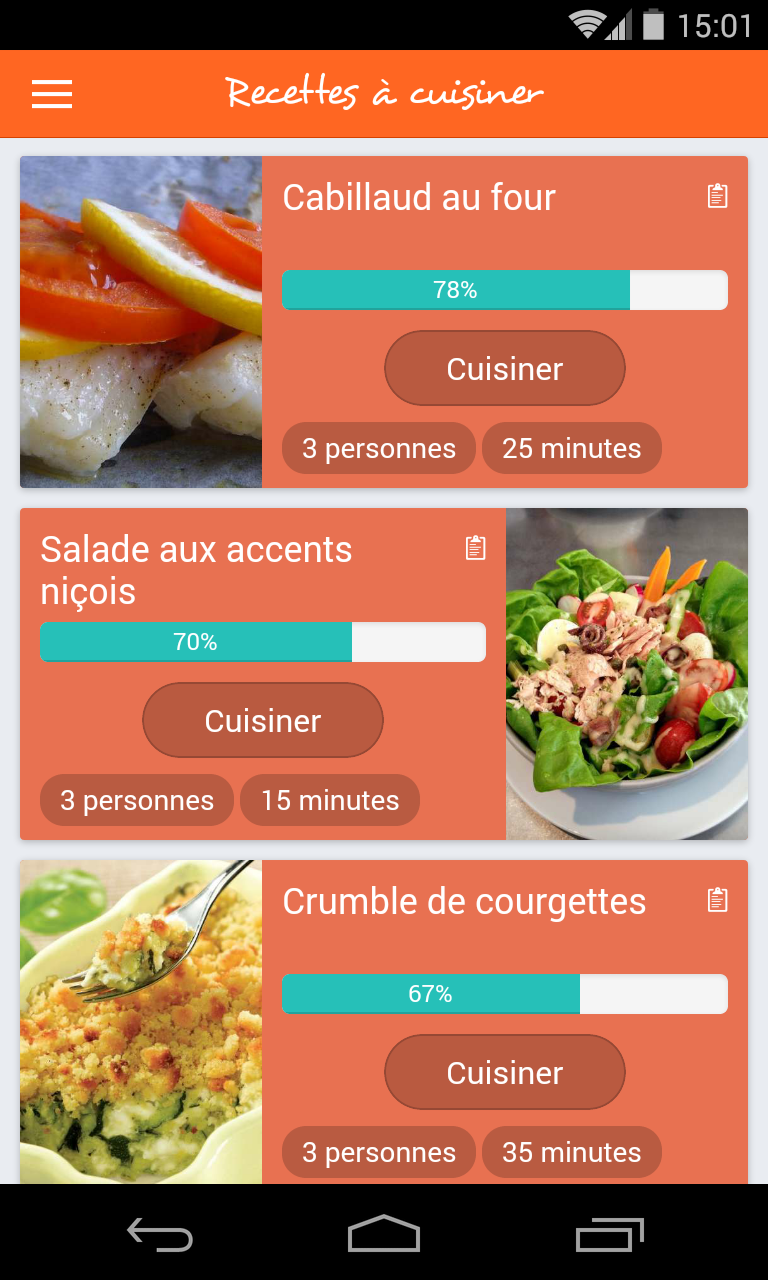 15:01
Recettes à cuisiner
Cabillaud au four
78%
Cuisiner
3 personnes 25 minutes
Salade aux accents
niçois
70%
Cuisiner
3 personnes 15 minutes
Crumble de courgettes
67%
Cuisiner
3 personnes 35 minutes